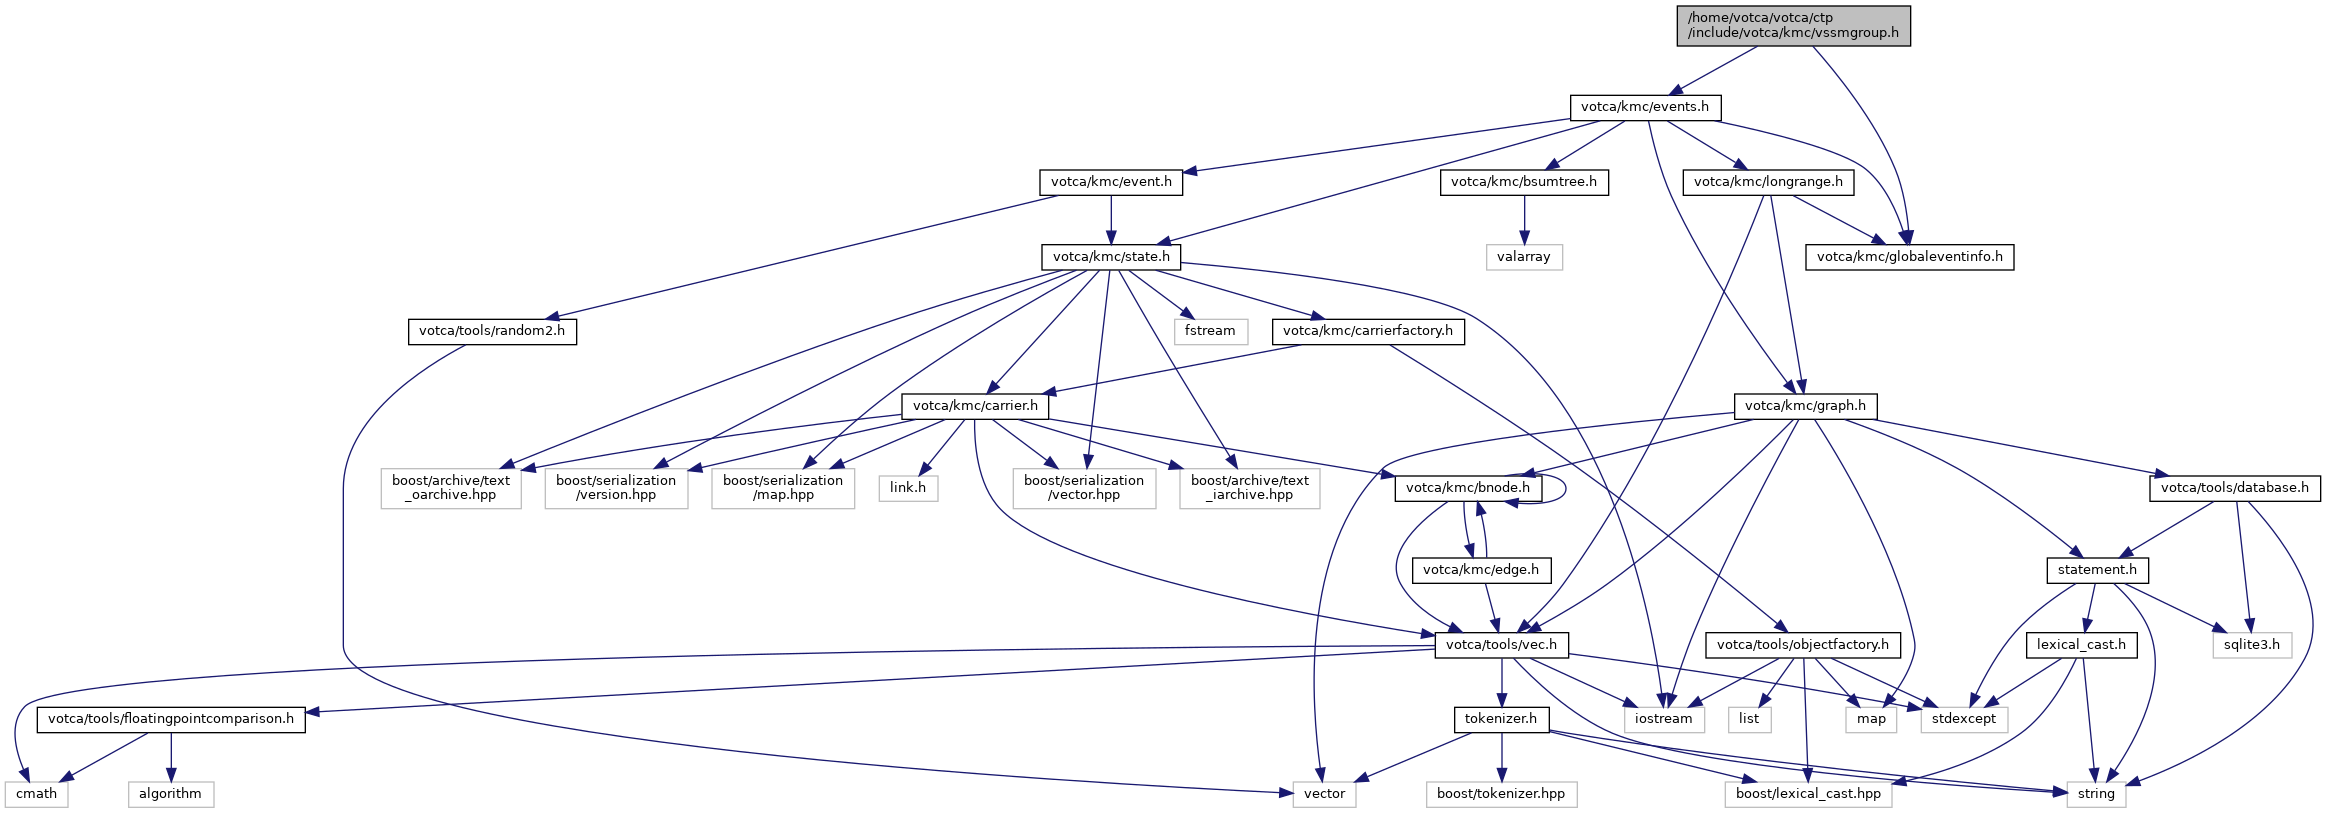 /home/votca/votca/ctp
/include/votca/kmc/vssmgroup.h
votca/kmc/events.h
votca/kmc/event.h
votca/kmc/bsumtree.h
votca/kmc/longrange.h
votca/kmc/state.h
valarray
votca/kmc/globaleventinfo.h
votca/tools/random2.h
fstream
votca/kmc/carrierfactory.h
votca/kmc/carrier.h
votca/kmc/graph.h
boost/archive/text
_oarchive.hpp
boost/serialization
/version.hpp
boost/serialization
/map.hpp
link.h
boost/serialization
/vector.hpp
boost/archive/text
_iarchive.hpp
votca/kmc/bnode.h
votca/tools/database.h
votca/kmc/edge.h
statement.h
votca/tools/vec.h
votca/tools/objectfactory.h
lexical_cast.h
sqlite3.h
votca/tools/floatingpointcomparison.h
tokenizer.h
iostream
list
map
stdexcept
cmath
algorithm
vector
boost/tokenizer.hpp
boost/lexical_cast.hpp
string